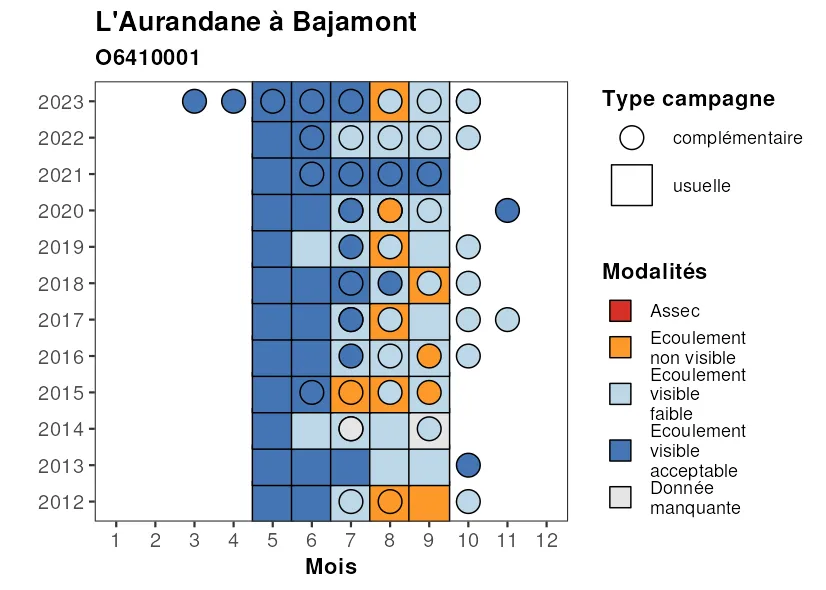 L'Aurandane à Bajamont
O6410001
2023
2022
2021
2020
2019
2018
2017
2016
2015
2014
2013
2012
1 2 3 4 5 6 7 8 9 10 11 12
Mois
Type campagne
complémentaire
usuelle
Modalités
Assec
Ecoulement
non visible
Ecoulement
visible
faible
Ecoulement
visible
acceptable
Donnée
manquante